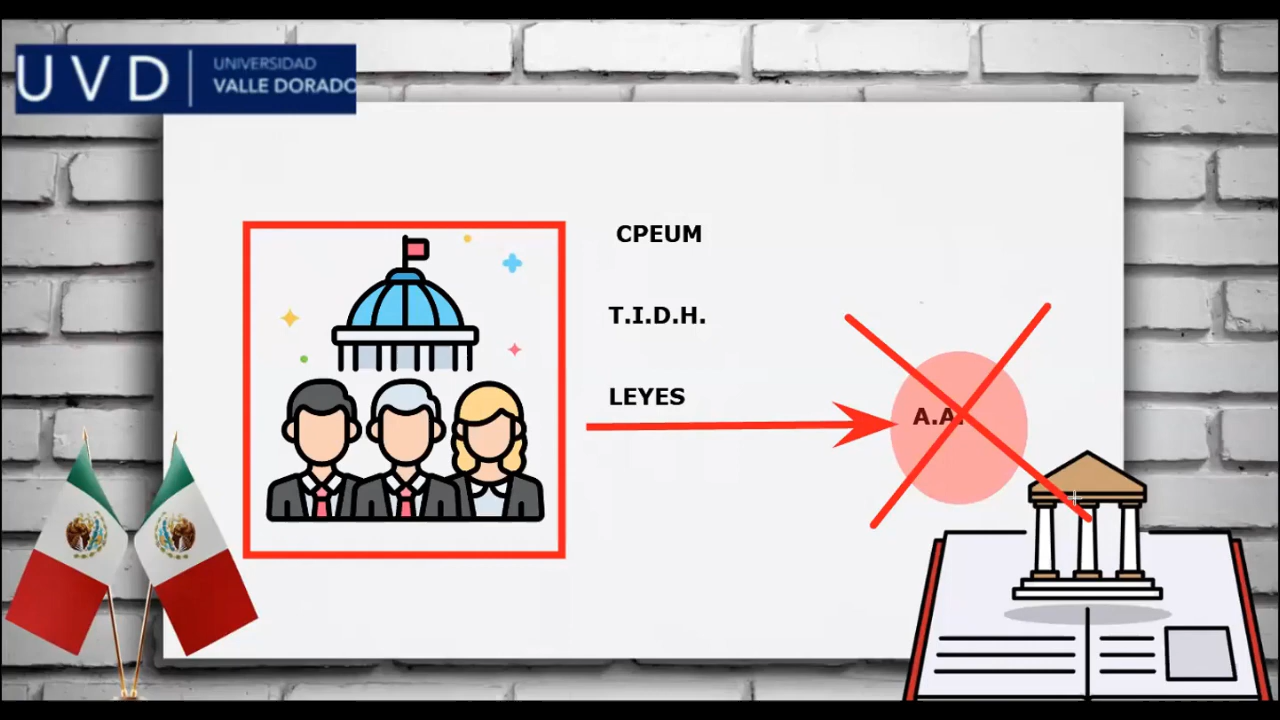 UVD
UNIVERSIDAD
VALLE DORADO
CPEUM
T.I.D.H.
LEYES
A.A.